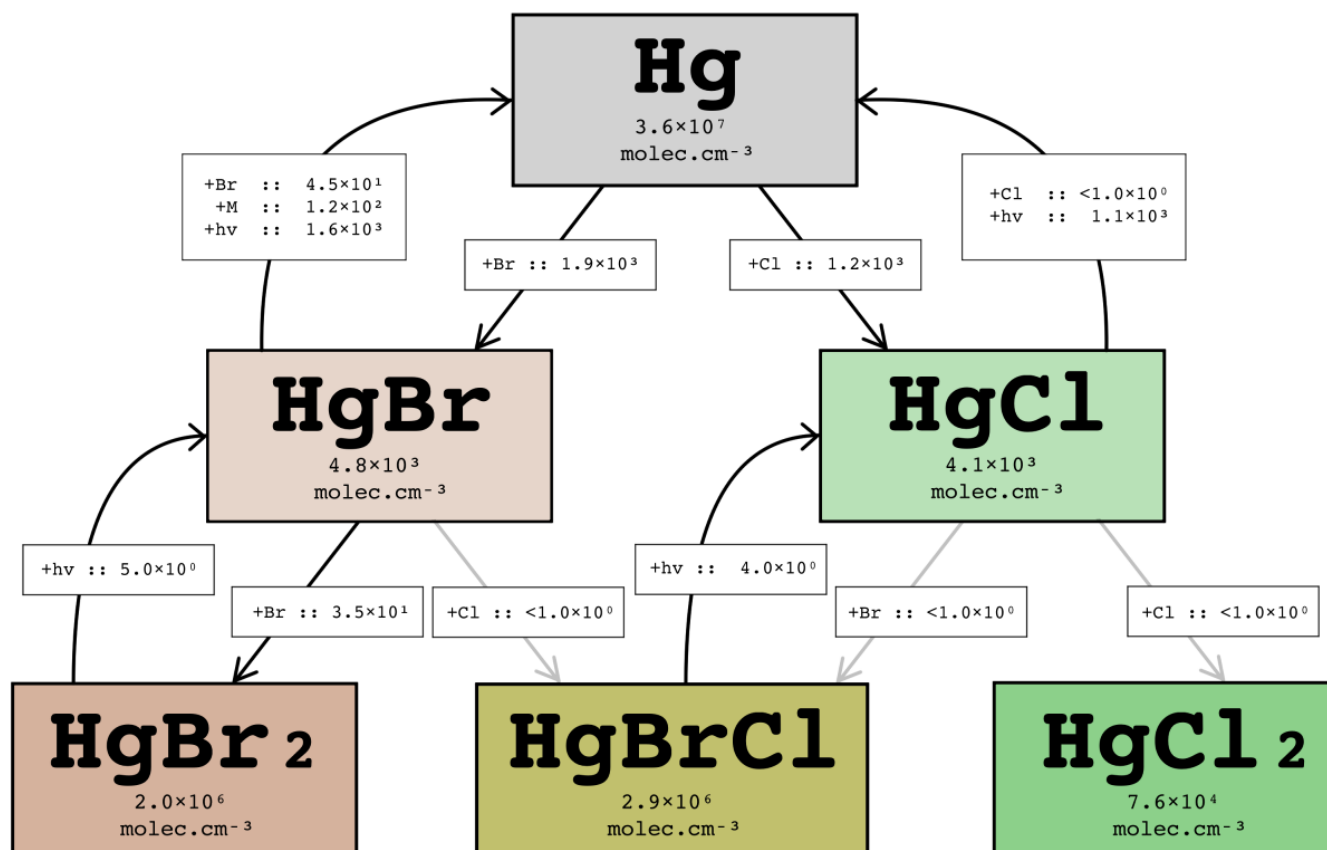 Hg
3.6×10⁷
molec.cm⁻³
+Br :: 4.5×10¹
+M :: 1.2×10²
+hv :: 1.6×10³
+Cl :: <1.0×10⁰
+hv :: 1.1×10³
+Br :: 1.9×10³
+Cl :: 1.2×10³
HgBr
4.8×10³
molec.cm⁻³
HgCl
4.1×10³
molec.cm⁻³
+hv :: 5.0×10⁰
+Br :: 3.5×10¹
+Cl :: <1.0×10⁰
+hv :: 4.0×10⁰
+Br :: <1.0×10⁰
+Cl :: <1.0×10⁰
HgBr₂
2.0×10⁶
molec.cm⁻³
HgBrCl
2.9×10⁶
molec.cm⁻³
HgCl₂
7.6×10⁴
molec.cm⁻³